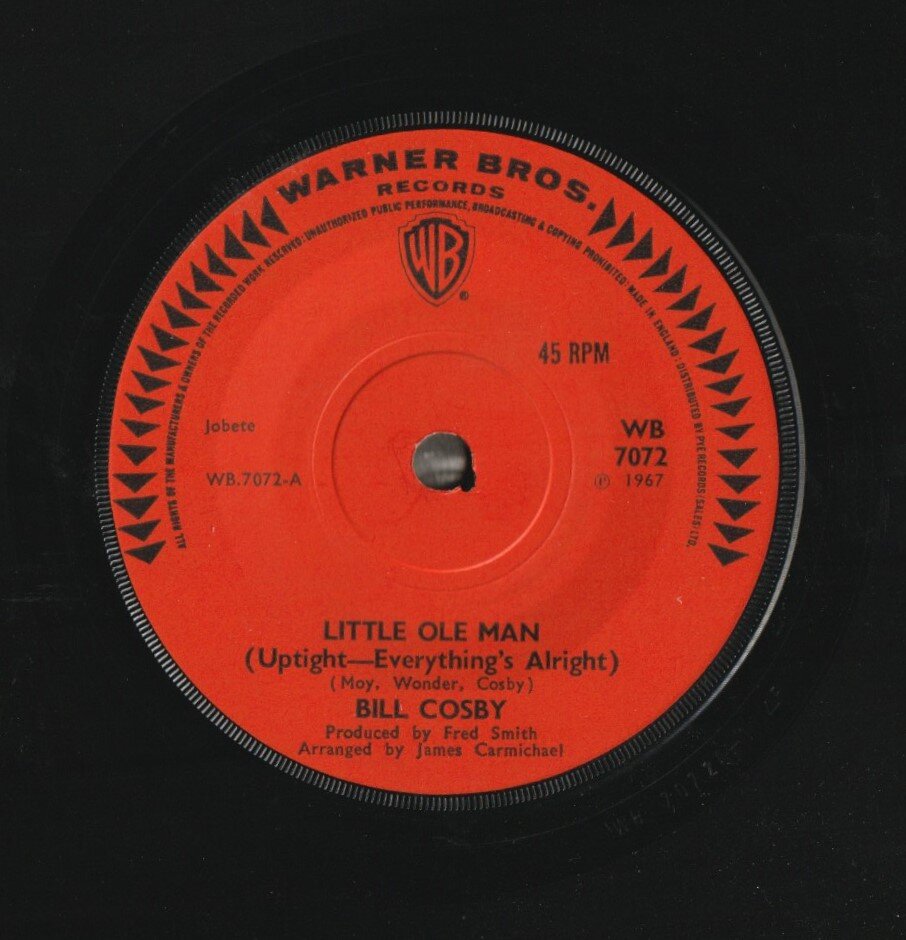 WARNER BROS.
RECORDS
ALL RIGHTS OF THE MANUFACTURERS & OWNERS OF THE RECORDED WORK RESERVED: UNAUTHORIZED PUBLIC PERFORMANCE, BROADCASTING & COPYING PROHIBITED: MADE IN ENGLAND: DISTRIBUTED BY PYE RECORDS/SALES/LTD.
WB
®
45 RPM
Jobete
WB
7072
WB.7072-A
℗ 1967
LITTLE OLE MAN
(Uptight—Everything's Alright)
(Moy, Wonder, Cosby)
BILL COSBY
Produced by Fred Smith
Arranged by James Carmichael